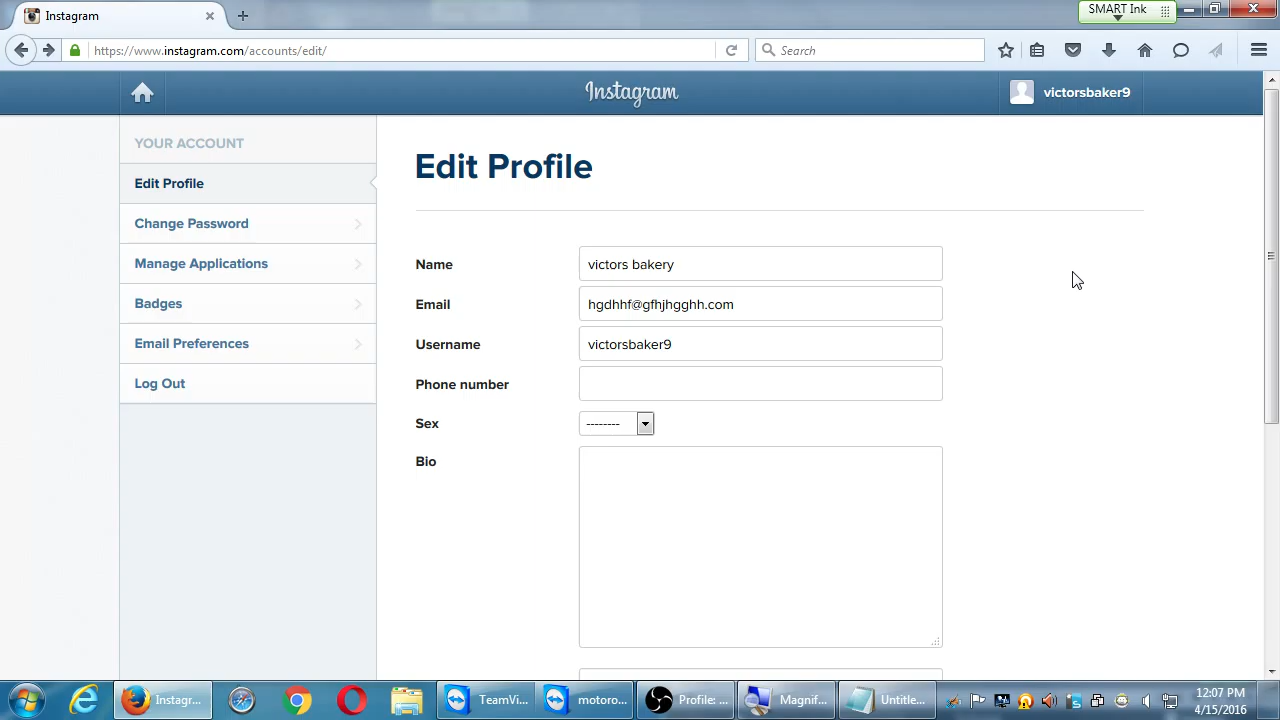 Instagram
SMART Ink
https://www.instagram.com/accounts/edit/
Search
Instagram
victorsbaker9
YOUR ACCOUNT
Edit Profile
Change Password
Manage Applications
Badges
Email Preferences
Log Out
Edit Profile
Name
victors bakery
Email
hgdhhf@gfhjhgghh.com
Username
victorsbaker9
Phone number
Sex
--------
Bio
Instagr...
TeamVi...
motoro...
Profile: ...
Magnif...
Untitle...
12:07 PM
4/15/2016